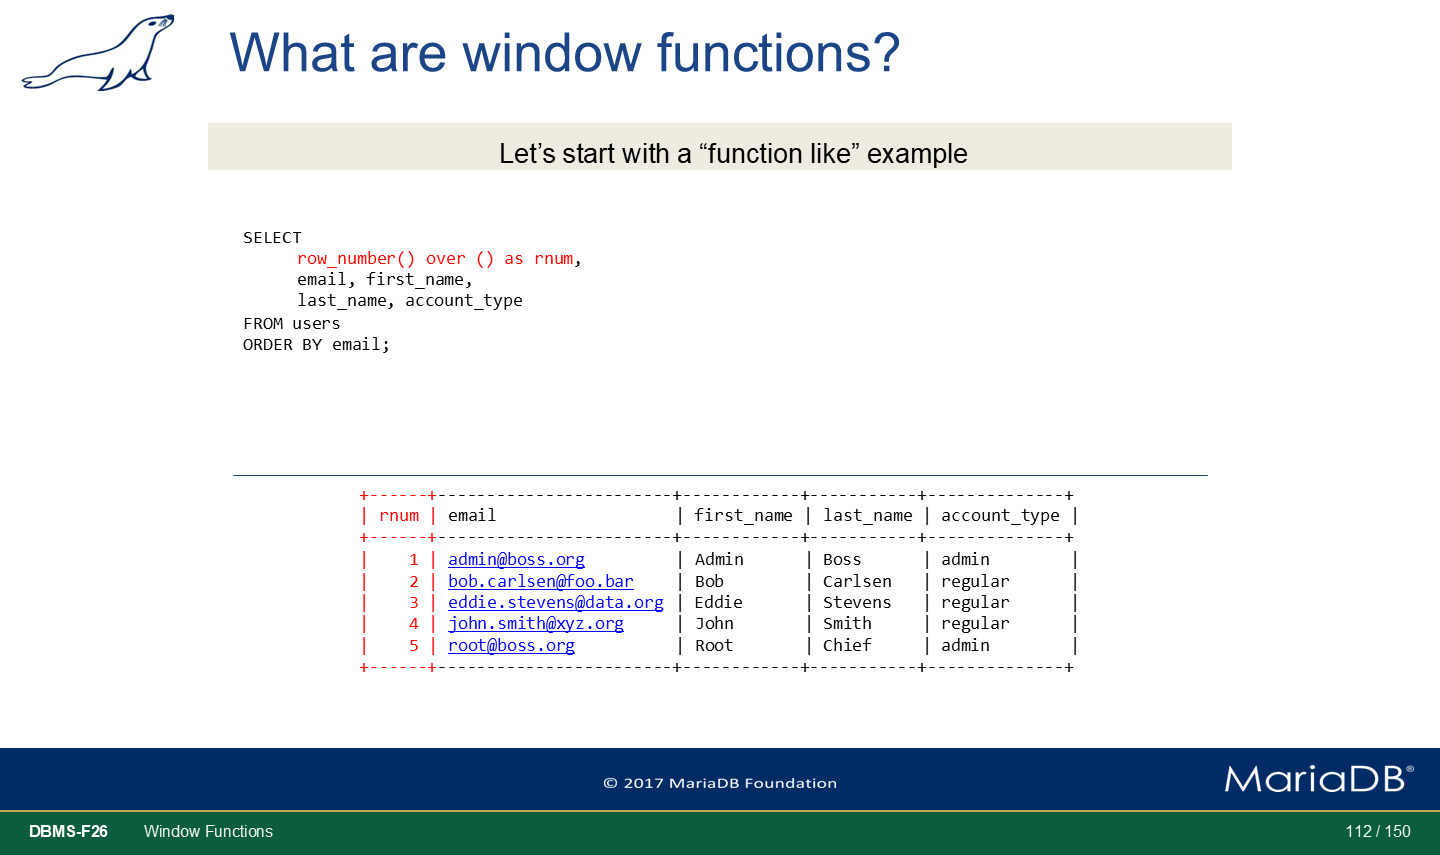 What are window functions?
Let’s start with a “function like” example
SELECT
row_number() over () as rnum,
email, first_name,
last_name, account_type
FROM users
ORDER BY email;
+------+------------------------+------------+-----------+--------------+
| rnum | email                  | first_name | last_name | account_type |
+------+------------------------+------------+-----------+--------------+
|    1 | admin@boss.org         | Admin      | Boss      | admin        |
|    2 | bob.carlsen@foo.bar    | Bob        | Carlsen   | regular      |
|    3 | eddie.stevens@data.org | Eddie      | Stevens   | regular      |
|    4 | john.smith@xyz.org     | John       | Smith     | regular      |
|    5 | root@boss.org          | Root       | Chief     | admin        |
+------+------------------------+------------+-----------+--------------+
© 2017 MariaDB Foundation
MariaDB®
DBMS-F26 Window Functions 112 / 150